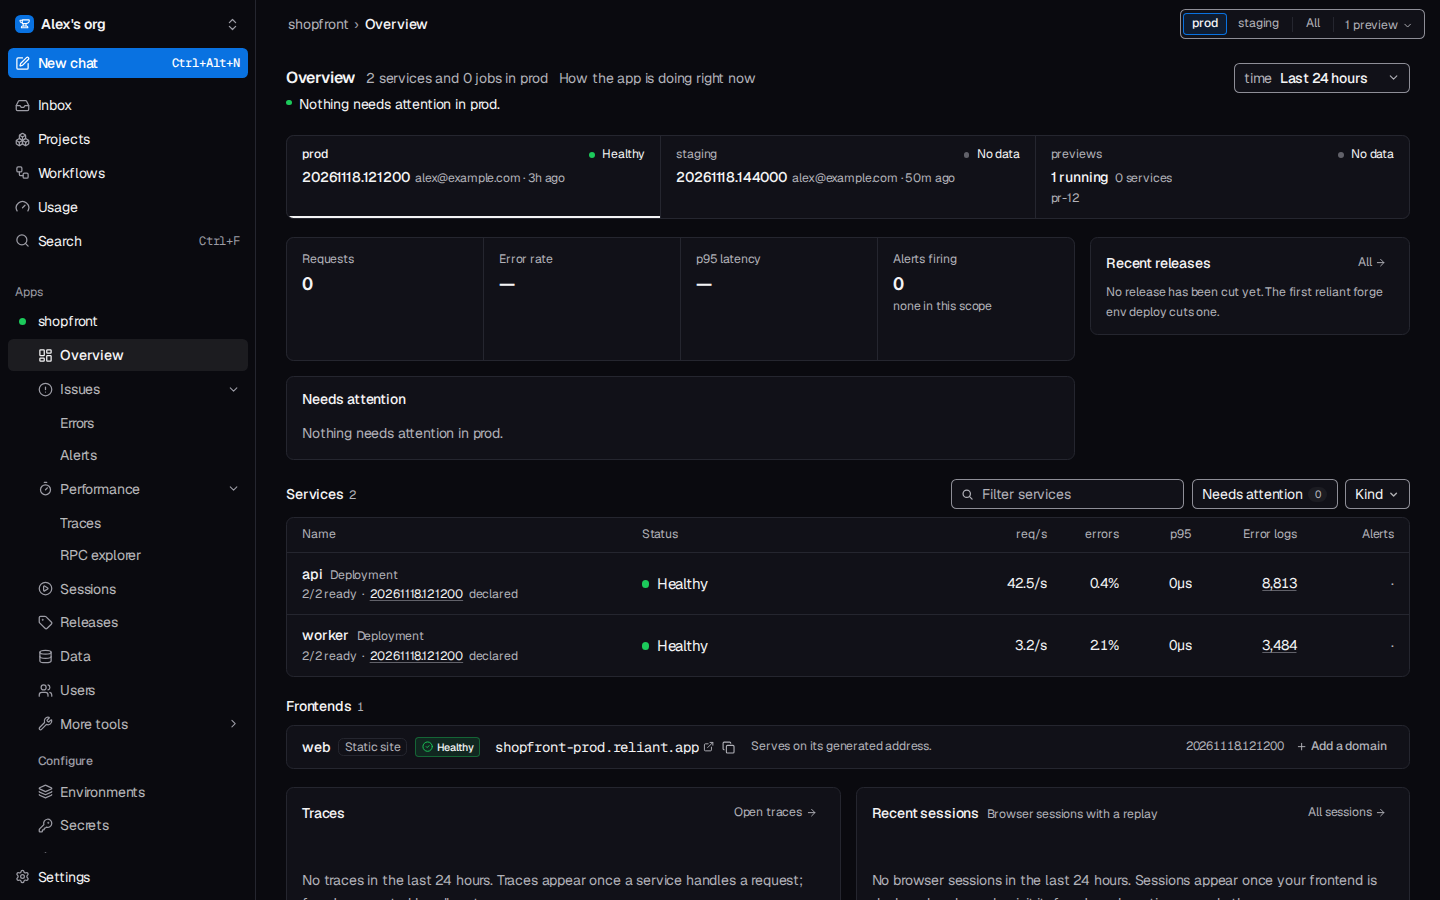 Alex's org
New chat Ctrl+Alt+N
Inbox
Projects
Workflows
Usage
Search Ctrl+F
Apps
shopfront
Overview
Issues
Errors
Alerts
Performance
Traces
RPC explorer
Sessions
Releases
Data
Users
More tools
Configure
Environments
Secrets
Settings
shopfront › Overview
prod staging All 1 preview
Overview 2 services and 0 jobs in prod How the app is doing right now
time Last 24 hours
Nothing needs attention in prod.
prod Healthy
20261118.121200 alex@example.com · 3h ago
staging No data
20261118.144000 alex@example.com · 50m ago
previews No data
1 running 0 services
pr-12
Requests
0
Error rate
—
p95 latency
—
Alerts firing
0
none in this scope
Recent releases All →
No release has been cut yet. The first reliant forge
env deploy cuts one.
Needs attention
Nothing needs attention in prod.
Services 2
Filter services
Needs attention 0
Kind
Name Status req/s errors p95 Error logs Alerts
api Deployment
2/2 ready · 20261118.121200 declared
Healthy 42.5/s 0.4% 0µs 8,813 ·
worker Deployment
2/2 ready · 20261118.121200 declared
Healthy 3.2/s 2.1% 0µs 3,484 ·
Frontends 1
web Static site Healthy shopfront-prod.reliant.app Serves on its generated address. 20261118.121200 + Add a domain
Traces Open traces →
No traces in the last 24 hours. Traces appear once a service handles a request;
Recent sessions Browser sessions with a replay All sessions →
No browser sessions in the last 24 hours. Sessions appear once your frontend is